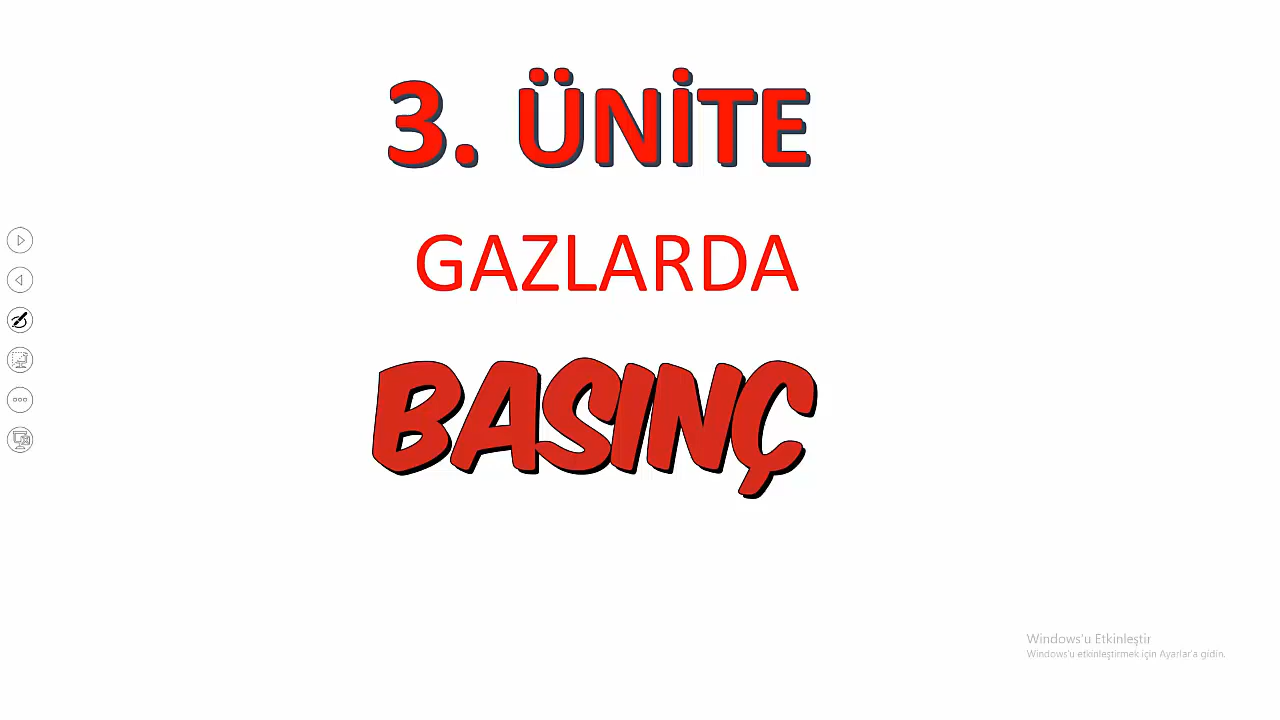 3. ÜNİTE
GAZLARDA
BASINÇ
Windows'u Etkinleştir
Windows'u etkinleştirmek için Ayarlar'a gidin.